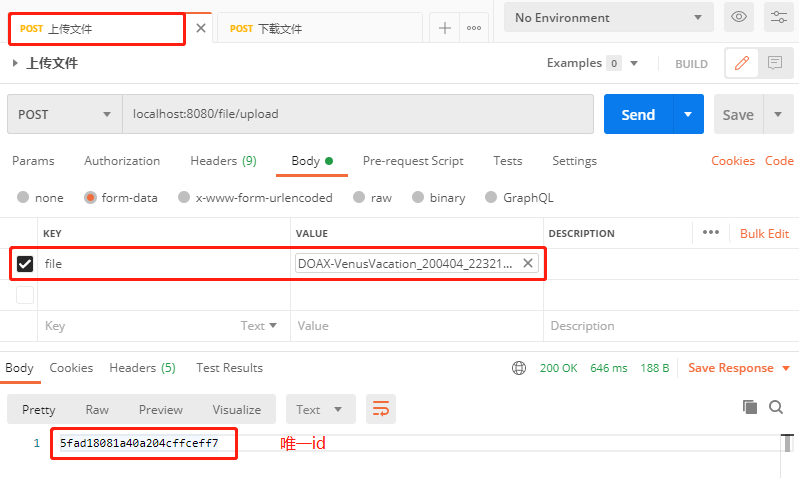 POST 上传文件 POST 下载文件 No Environment
上传文件 Examples 0 BUILD
POST localhost:8080/file/upload Send Save
Params Authorization Headers (9) Body Pre-request Script Tests Settings Cookies Code
none form-data x-www-form-urlencoded raw binary GraphQL
KEY VALUE DESCRIPTION Bulk Edit
file DOAX-VenusVacation_200404_22321...
Key Text Value Description
Body Cookies Headers (5) Test Results 200 OK 646 ms 188 B Save Response
Pretty Raw Preview Visualize Text
1 5fad18081a40a204cffceff7 唯一id